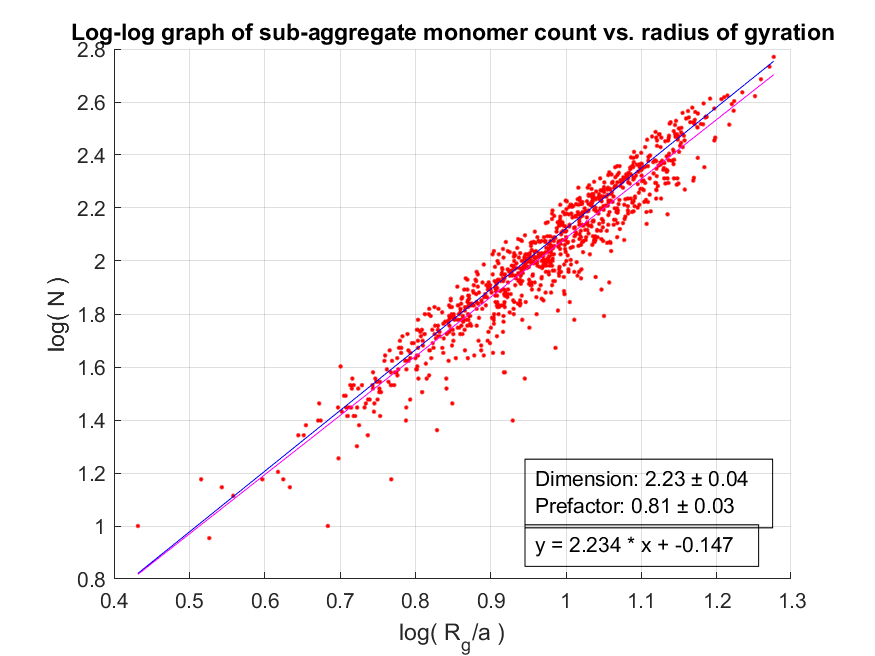 Log-log graph of sub-aggregate monomer count vs. radius of gyration
2.8
2.6
2.4
2.2
2
1.8
1.6
1.4
1.2
1
0.8
log( N )
Dimension: 2.23 ± 0.04
Prefactor: 0.81 ± 0.03
y = 2.234 * x + -0.147
0.4 0.5 0.6 0.7 0.8 0.9 1 1.1 1.2 1.3
log( R_g/a )